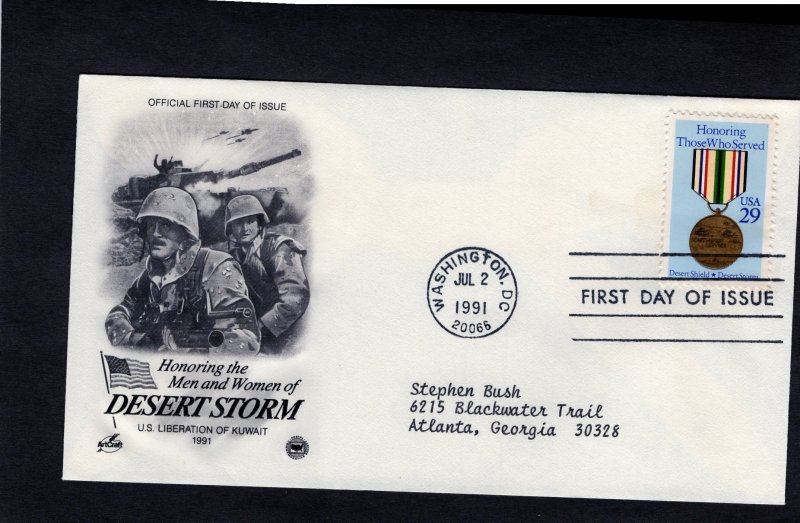 OFFICIAL FIRST DAY OF ISSUE
Honoring
Those Who Served
USA
29
Desert Shield ★ Desert Storm
WASHINGTON, DC
JUL 2
1991
20066
FIRST DAY OF ISSUE
Honoring the
Men and Women of
DESERT STORM
U.S. LIBERATION OF KUWAIT
1991
ArtCraft
Stephen Bush
6215 Blackwater Trail
Atlanta, Georgia 30328